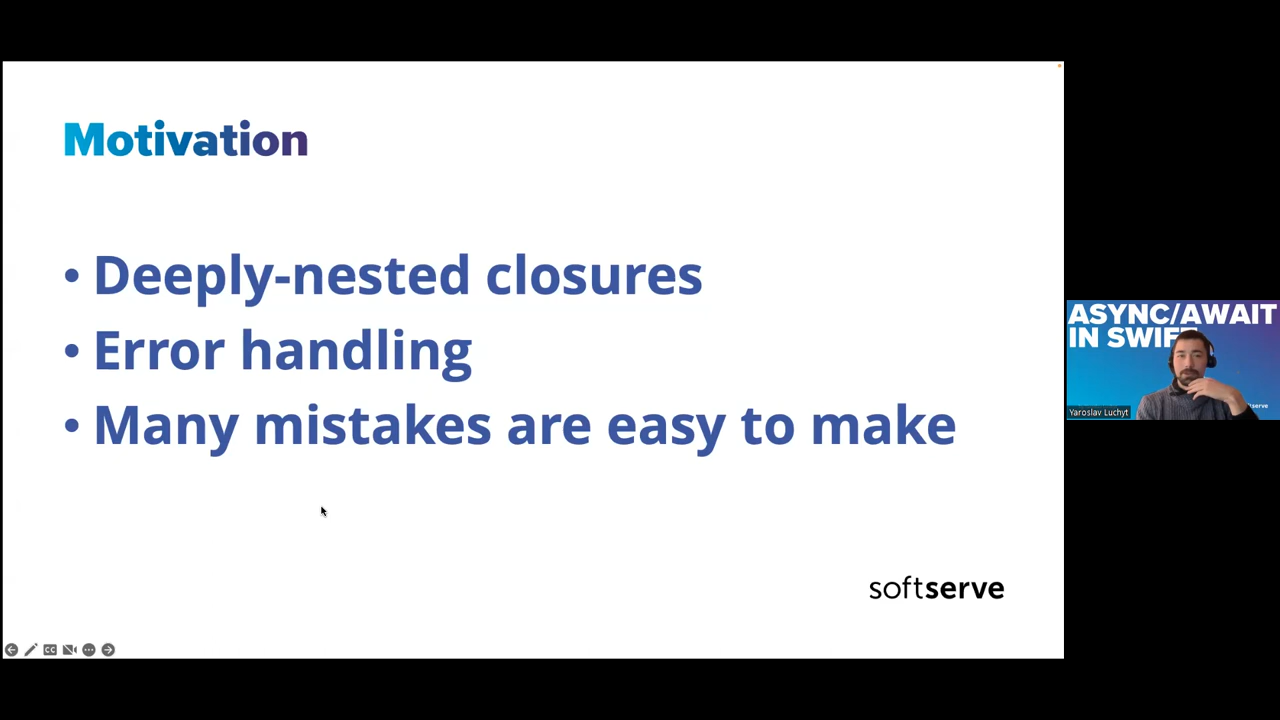 Motivation
• Deeply-nested closures
• Error handling
• Many mistakes are easy to make
softserve
CC
ASYNC/AWAIT
IN SWIFT
Yaroslav Luchyt